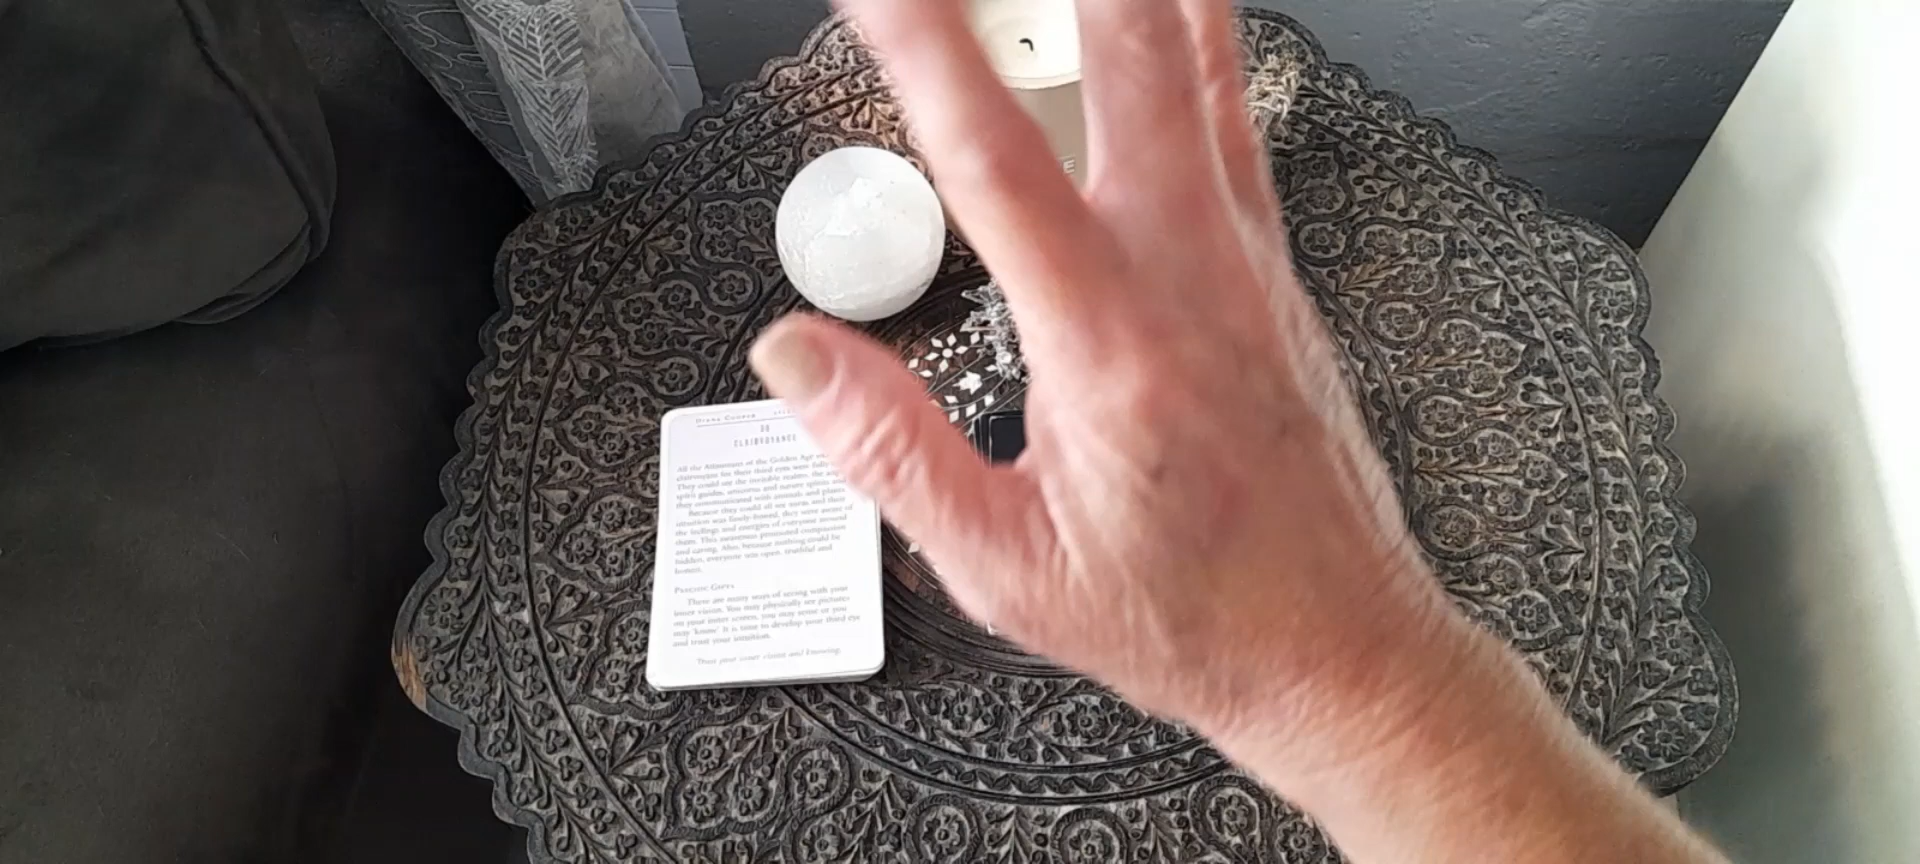 E
Diana Cooper
38
CLAIRVOYANCE
All the Atlanteans of the Golden Age
clairvoyant for their third eyes were fully
They could see the invisible realms, the
spirit guides, unicorns and nature spirits and
they communicated with animals and plants
Because they could all see auras and their
intuition was finely-honed, they were aware of
the feelings and energies of everyone around
them. This awareness promoted compassion
and caring. Also, because nothing could be
hidden, everyone was open, truthful and
honest.
Psychic Gifts
There are many ways of seeing with your
inner vision. You may physically see pictures
on your inner screen, you may sense or you
may 'know.' It is time to develop your third eye
and trust your intuition.
Trust your inner vision and knowing.